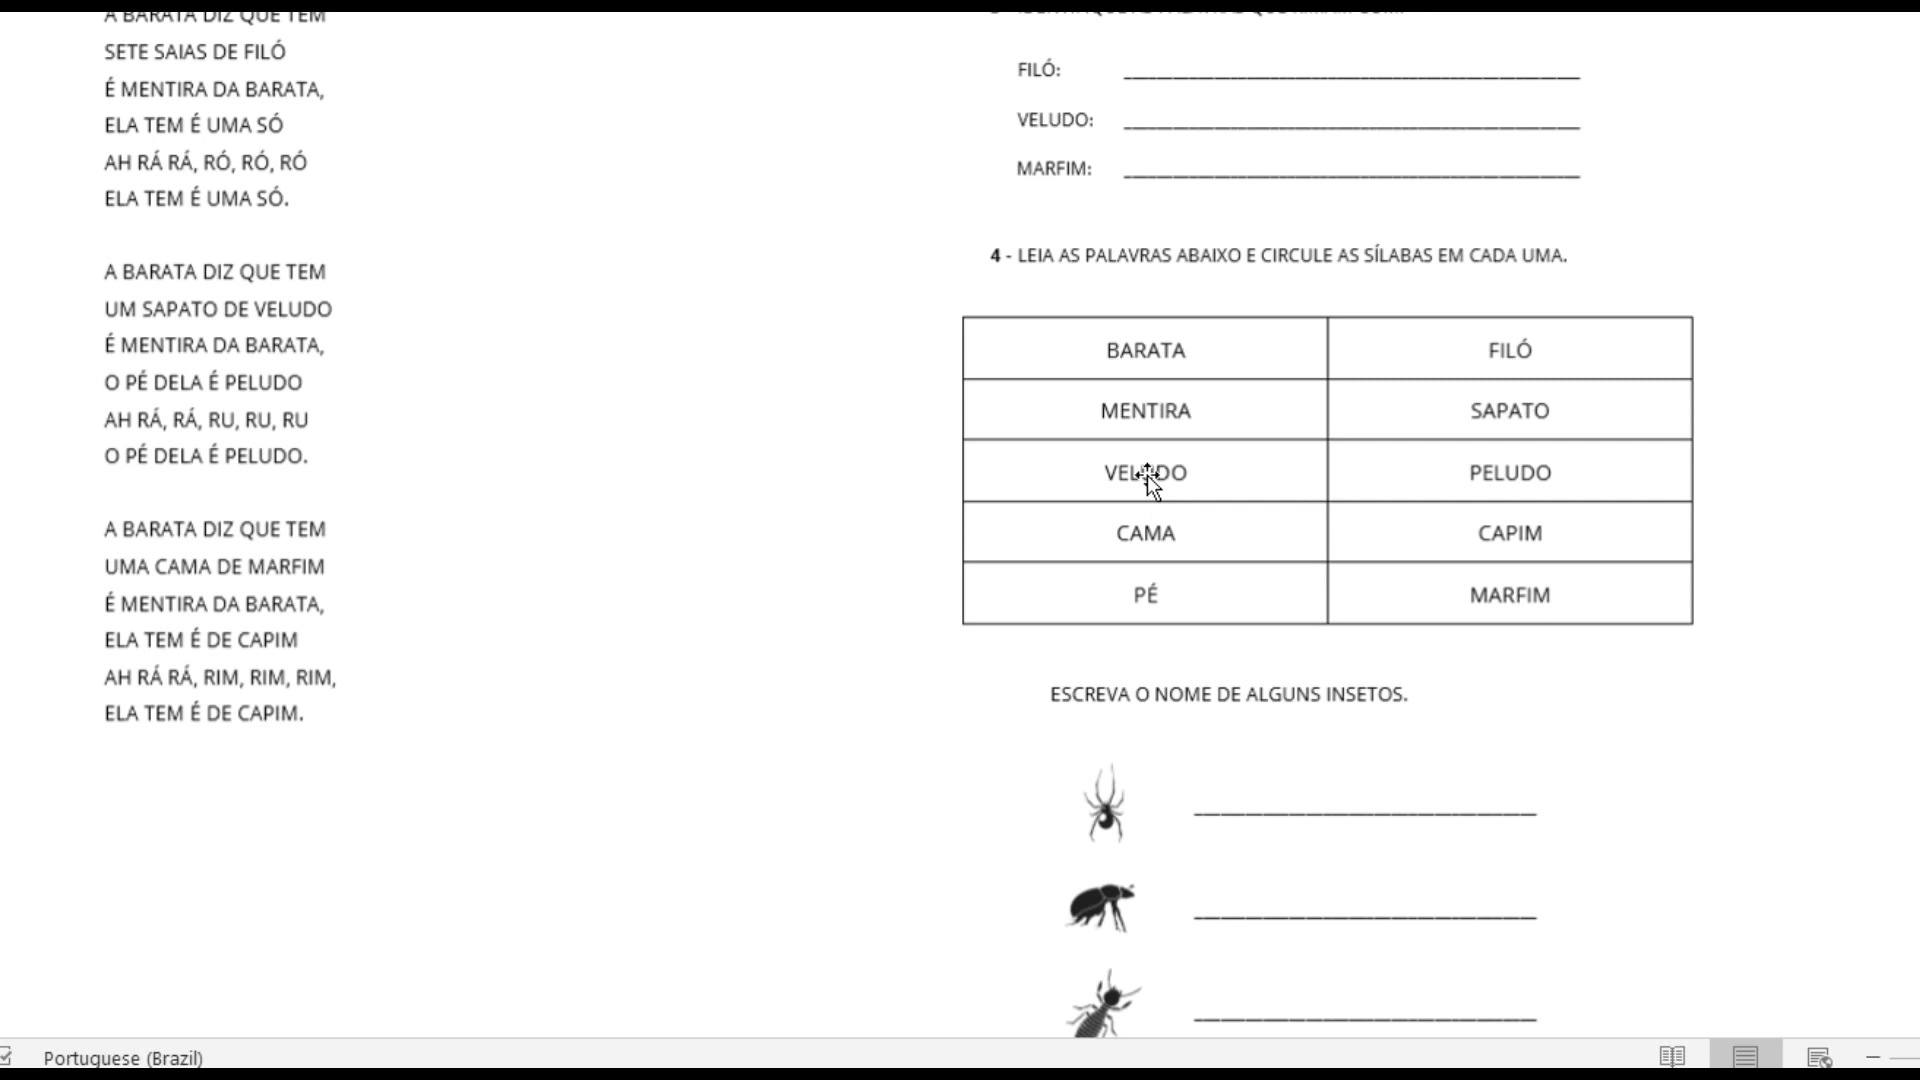 A BARATA DIZ QUE TEM
SETE SAIAS DE FILÓ
É MENTIRA DA BARATA,
ELA TEM É UMA SÓ
AH RÁ RÁ, RÓ, RÓ, RÓ
ELA TEM É UMA SÓ.
A BARATA DIZ QUE TEM
UM SAPATO DE VELUDO
É MENTIRA DA BARATA,
O PÉ DELA É PELUDO
AH RÁ, RÁ, RU, RU, RU
O PÉ DELA É PELUDO.
A BARATA DIZ QUE TEM
UMA CAMA DE MARFIM
É MENTIRA DA BARATA,
ELA TEM É DE CAPIM
AH RÁ RÁ, RIM, RIM, RIM,
ELA TEM É DE CAPIM.
FILÓ:
VELUDO:
MARFIM:
4 - LEIA AS PALAVRAS ABAIXO E CIRCULE AS SÍLABAS EM CADA UMA.
BARATA FILÓ
MENTIRA SAPATO
VELUDO PELUDO
CAMA CAPIM
PÉ MARFIM
ESCREVA O NOME DE ALGUNS INSETOS.
Portuguese (Brazil)